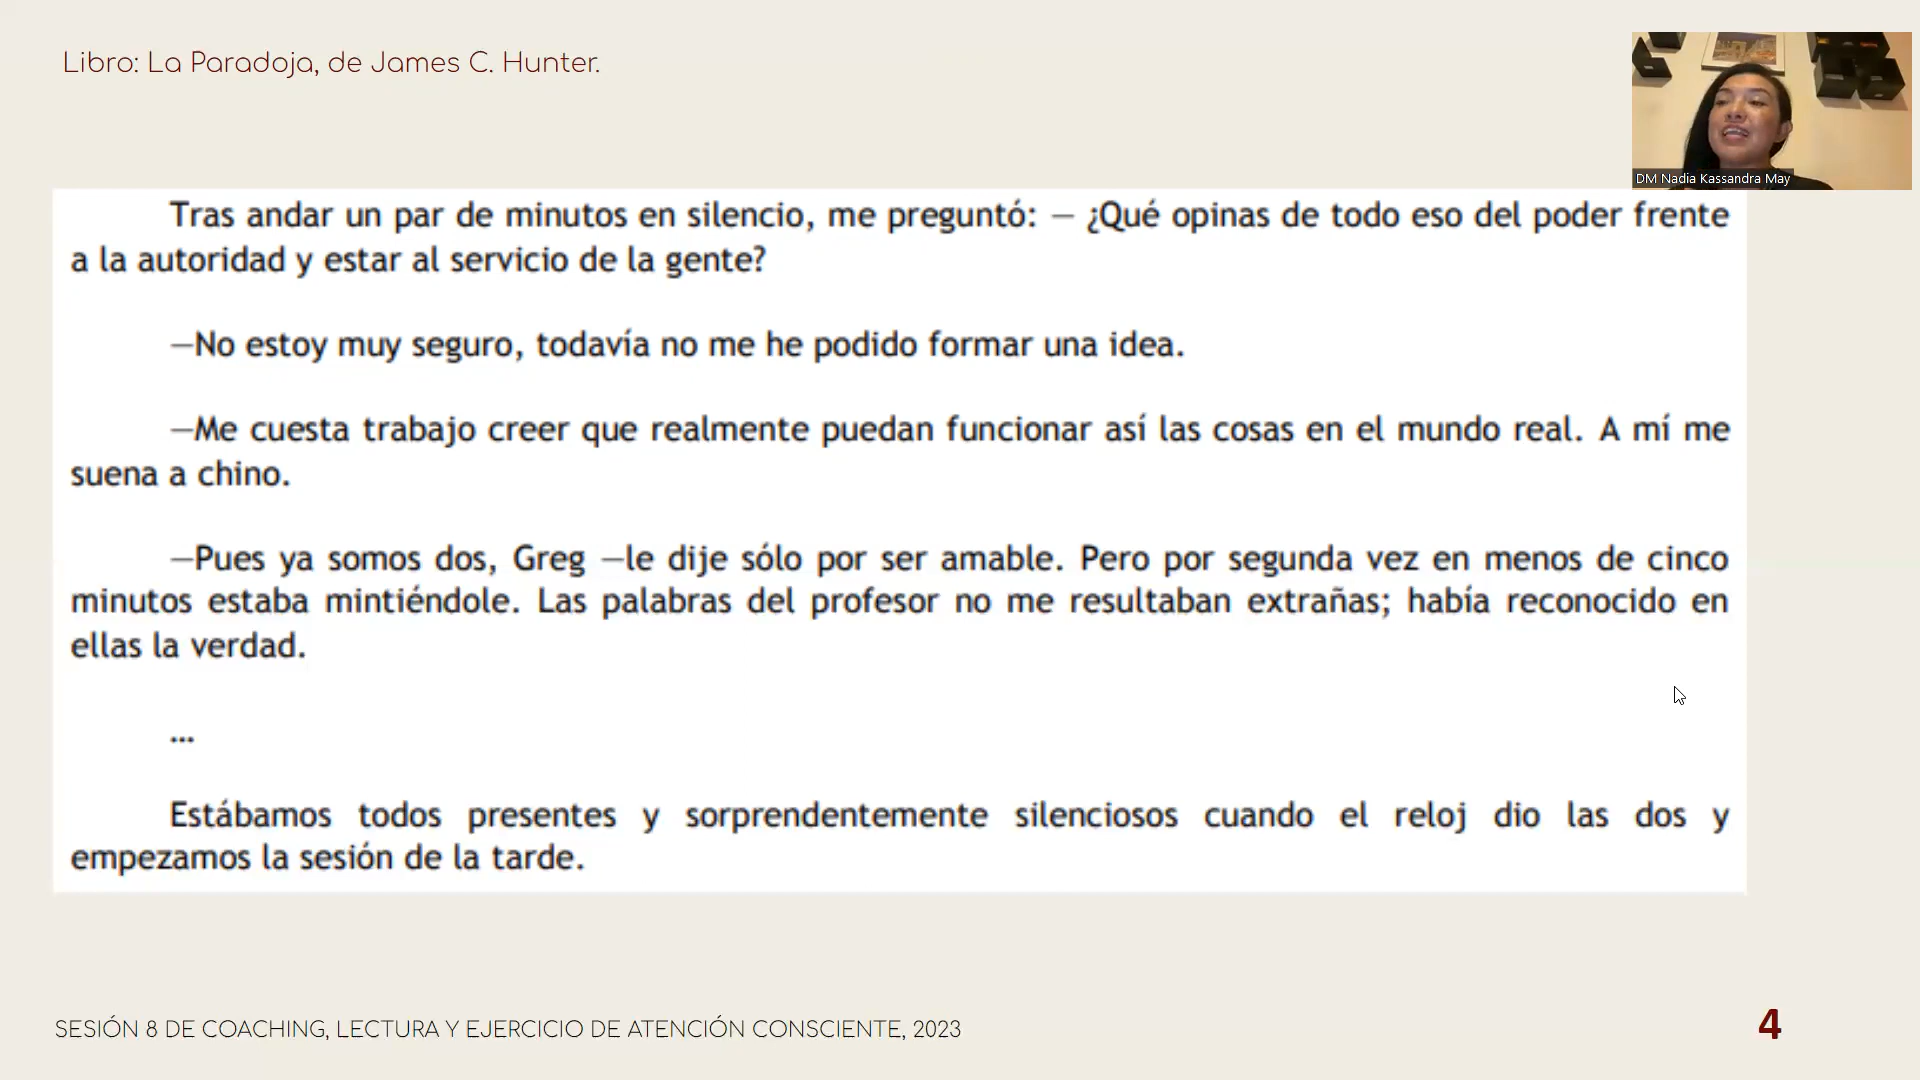 Libro: La Paradoja, de James C. Hunter.
DM Nadia Kassandra May
Tras andar un par de minutos en silencio, me preguntó: — ¿Qué opinas de todo eso del poder frente
a la autoridad y estar al servicio de la gente?
—No estoy muy seguro, todavía no me he podido formar una idea.
—Me cuesta trabajo creer que realmente puedan funcionar así las cosas en el mundo real. A mí me
suena a chino.
—Pues ya somos dos, Greg —le dije sólo por ser amable. Pero por segunda vez en menos de cinco
minutos estaba mintiéndole. Las palabras del profesor no me resultaban extrañas; había reconocido en
ellas la verdad.
...
Estábamos todos presentes y sorprendentemente silenciosos cuando el reloj dio las dos y
empezamos la sesión de la tarde.
SESIÓN 8 DE COACHING, LECTURA Y EJERCICIO DE ATENCIÓN CONSCIENTE, 2023
4